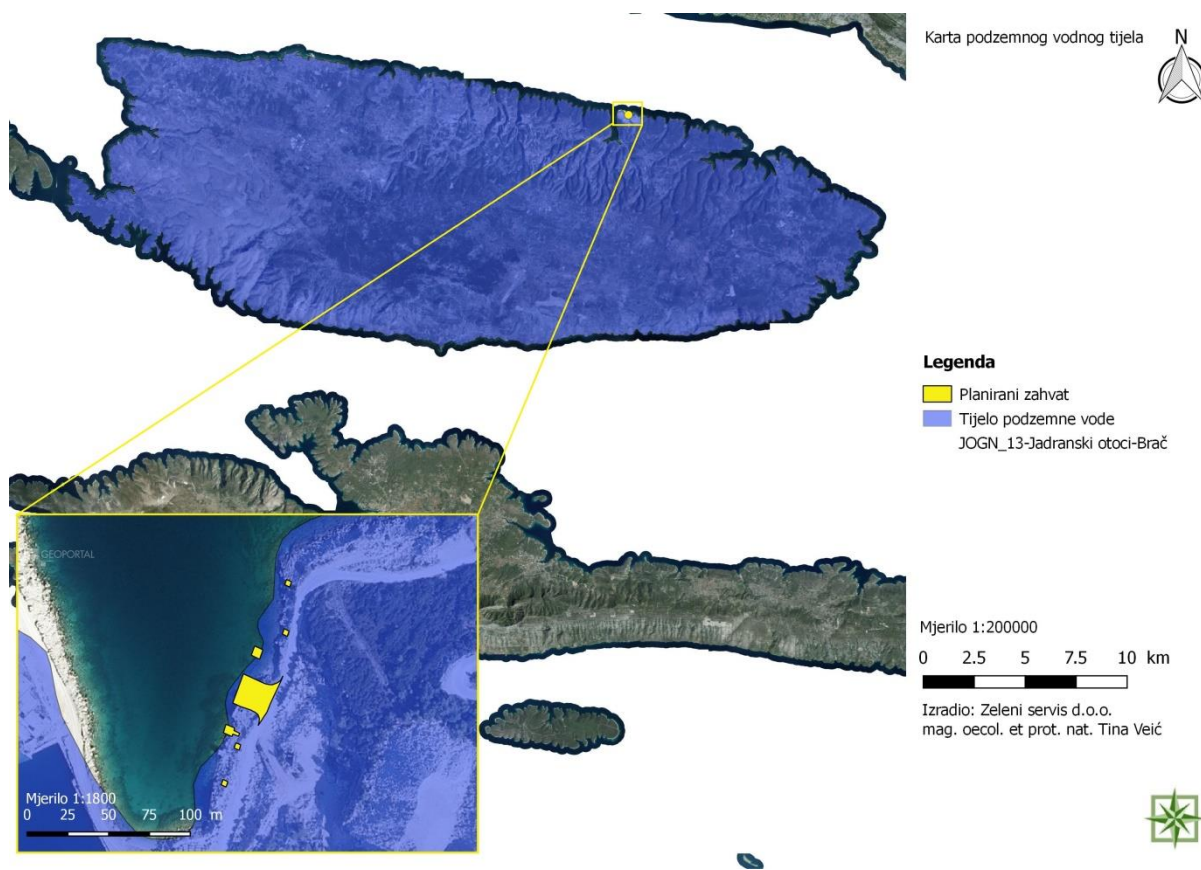 Karta podzemnog vodnog tijela
N
Legenda
Planirani zahvat
Tijelo podzemne vode
JOGN_13-Jadranski otoci-Brač
Mjerilo 1:200000
0 2.5 5 7.5 10 km
Izradio: Zeleni servis d.o.o.
mag. oecol. et prot. nat. Tina Veić
GEOPORTAL
Mjerilo 1:1800
0 25 50 75 100 m